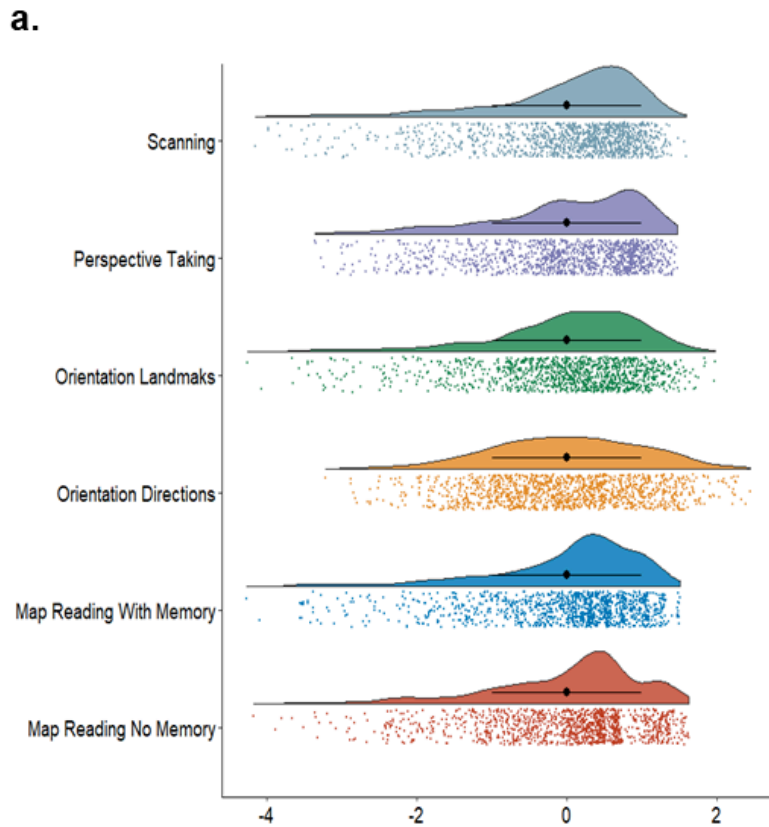 a.
Scanning
Perspective Taking
Orientation Landmaks
Orientation Directions
Map Reading With Memory
Map Reading No Memory
-4 -2 0 2